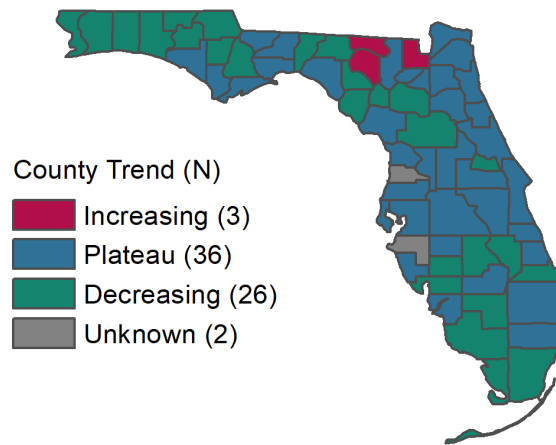 County Trend (N)
Increasing (3)
Plateau (36)
Decreasing (26)
Unknown (2)